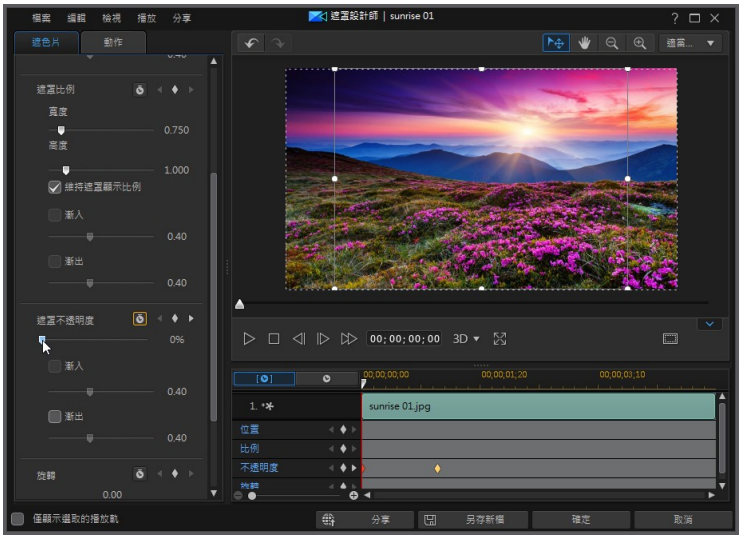 檔案 編輯 檢視 播放 分享
遮罩設計師 | sunrise 01
遮色片 動作
適當...
遮罩比例
寬度
0.750
高度
1.000
維持遮罩顯示比例
漸入
0.40
漸出
0.40
遮罩不透明度
0%
漸入
0.40
漸出
0.40
旋轉
0.00
00;00;00;00 3D
00;00;00;00 00;00;01;20 00;00;03;10
1. sunrise 01.jpg
位置
比例
不透明度
旋轉
僅顯示選取的播放軌
分享 另存新檔 確定 取消